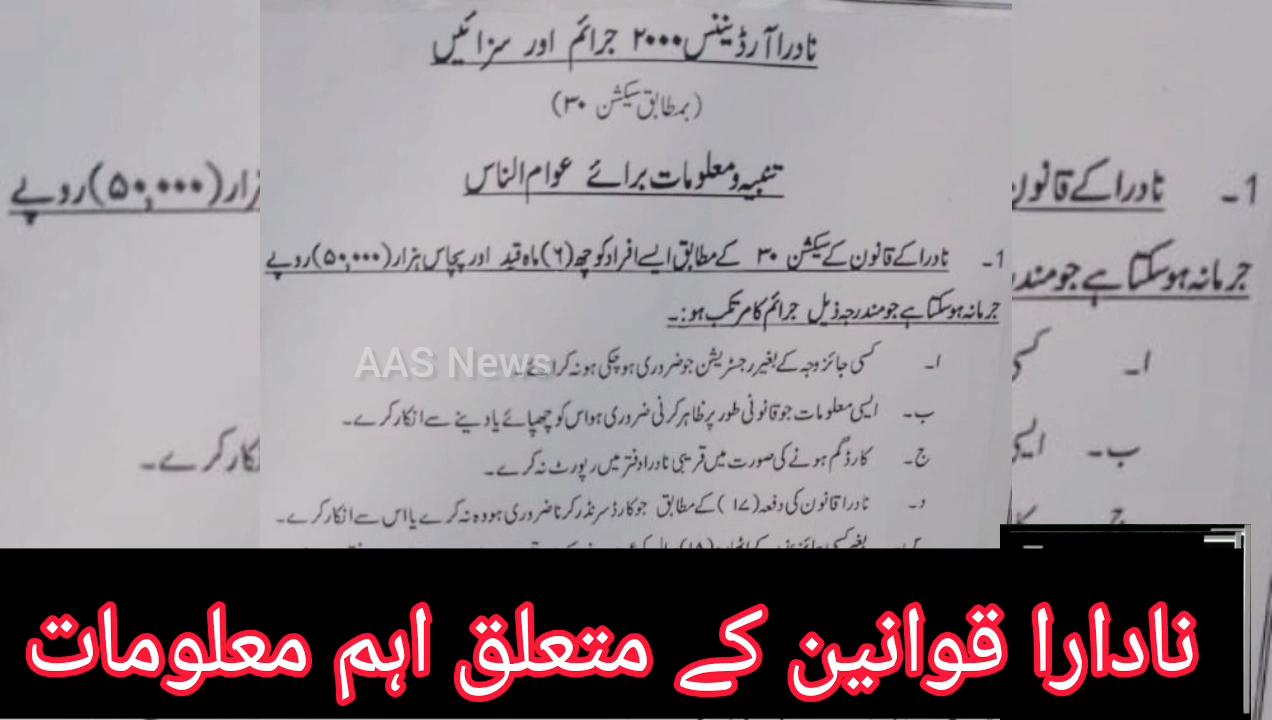 نادرا آرڈیننس ۲۰۰۰ جرائم اور سزائیں
(بمطابق سیکشن ۳۰)
تنبیہ و معلومات برائے عوام الناس
1۔ نادرا کے قانون کے سیکشن ۳۰ کے مطابق ایسے افراد کو چھ (۶) ماہ قید اور پچاس ہزار (۵۰,۰۰۰) روپے
جرمانہ ہو سکتا ہے جو مندرجہ ذیل جرائم کا مرتکب ہو:۔
ا۔ کسی جائز وجہ کے بغیر رجسٹریشن جو ضروری ہو چکی ہو نہ کرائے۔
AAS News
ب۔ ایسی معلومات جو قانونی طور پر ظاہر کرنی ضروری ہو اس کو چھپائے یا دینے سے انکار کرے۔
ج۔ کارڈ گم ہونے کی صورت میں قریبی نادرا دفتر میں رپورٹ نہ کرے۔
د۔ نادرا قانون کی دفعہ (۱۷) کے مطابق جو کارڈ سرنڈر کرنا ضروری ہو وہ نہ کرے یا اس سے انکار کرے۔
نادارا قوانین کے متعلق اہم معلومات